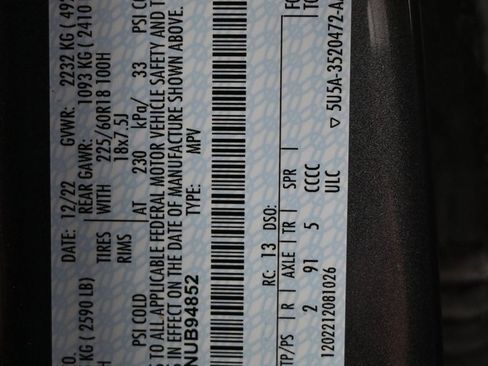 TO.
DATE: 12/22 GVWR: 2232 KG ( 492
KG ( 2590 LB) REAR GAWR: 1093 KG ( 2410
TIRES WITH 225/60R18 100H
RIMS 18x7.5J
PSI COLD AT 230 kPa/ 33 PSI CO
TO ALL APPLICABLE FEDERAL MOTOR VEHICLE SAFETY AND T
IN EFFECT ON THE DATE OF MANUFACTURE SHOWN ABOVE.
NUB94852 TYPE: MPV
RC: 13 DSO:
TP/PS R AXLE TR SPR
2 91 5 CCCC
1202212081026 ULC
▽ 5U5A-3520472-A